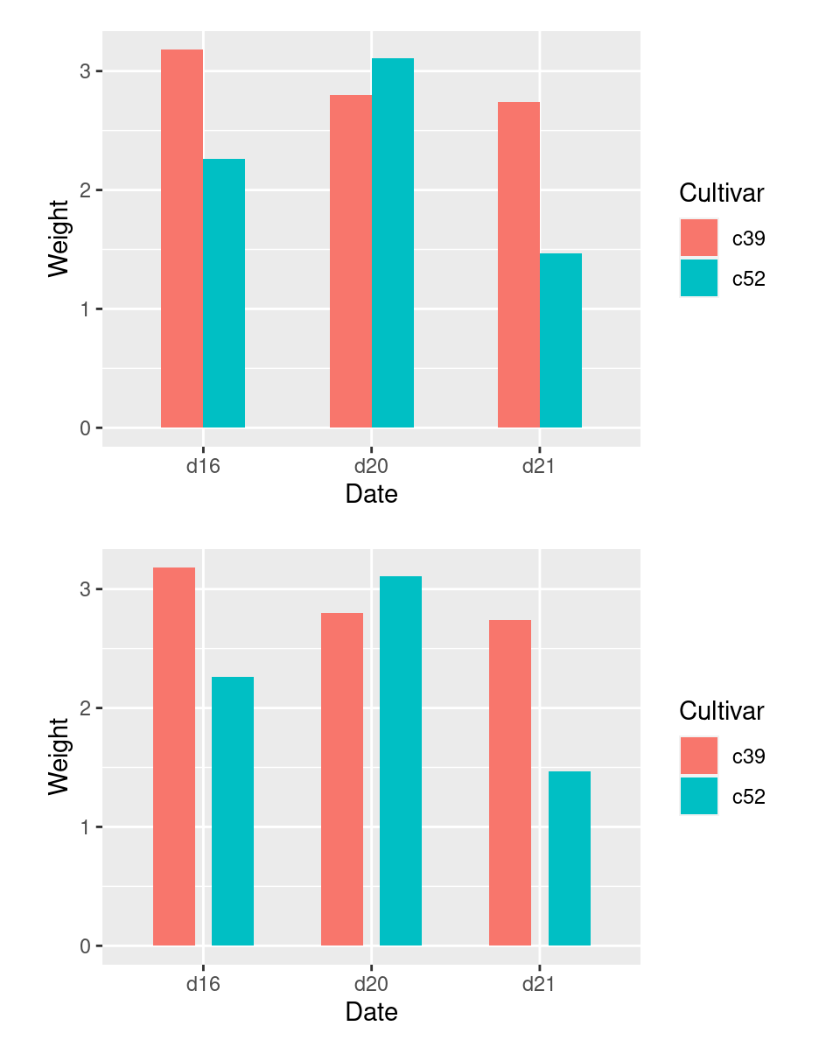 3
2
1
0
Weight
d16 d20 d21
Date
Cultivar
c39
c52
3
2
1
0
Weight
d16 d20 d21
Date
Cultivar
c39
c52